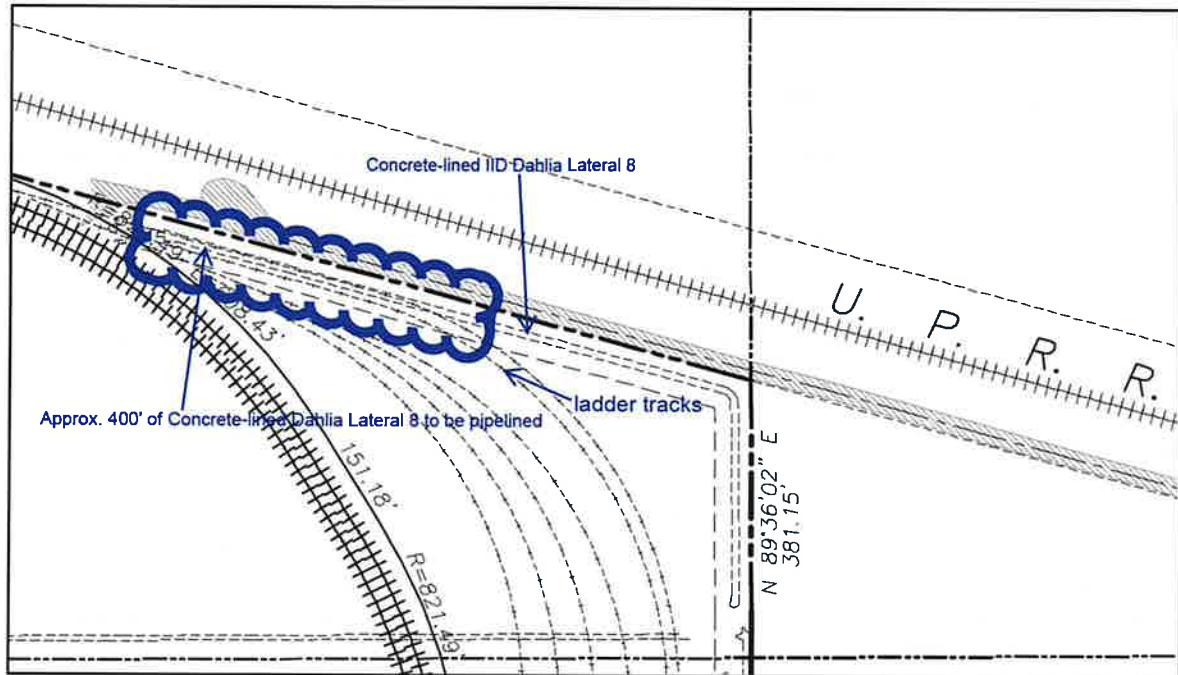 Concrete-lined IID Dahlia Lateral 8
U. P. R. R.
ladder tracks
Approx. 400' of Concrete-lined Dahlia Lateral 8 to be pipelined
151.18'
R=821.49'
N 89°36'02" E
381.15'